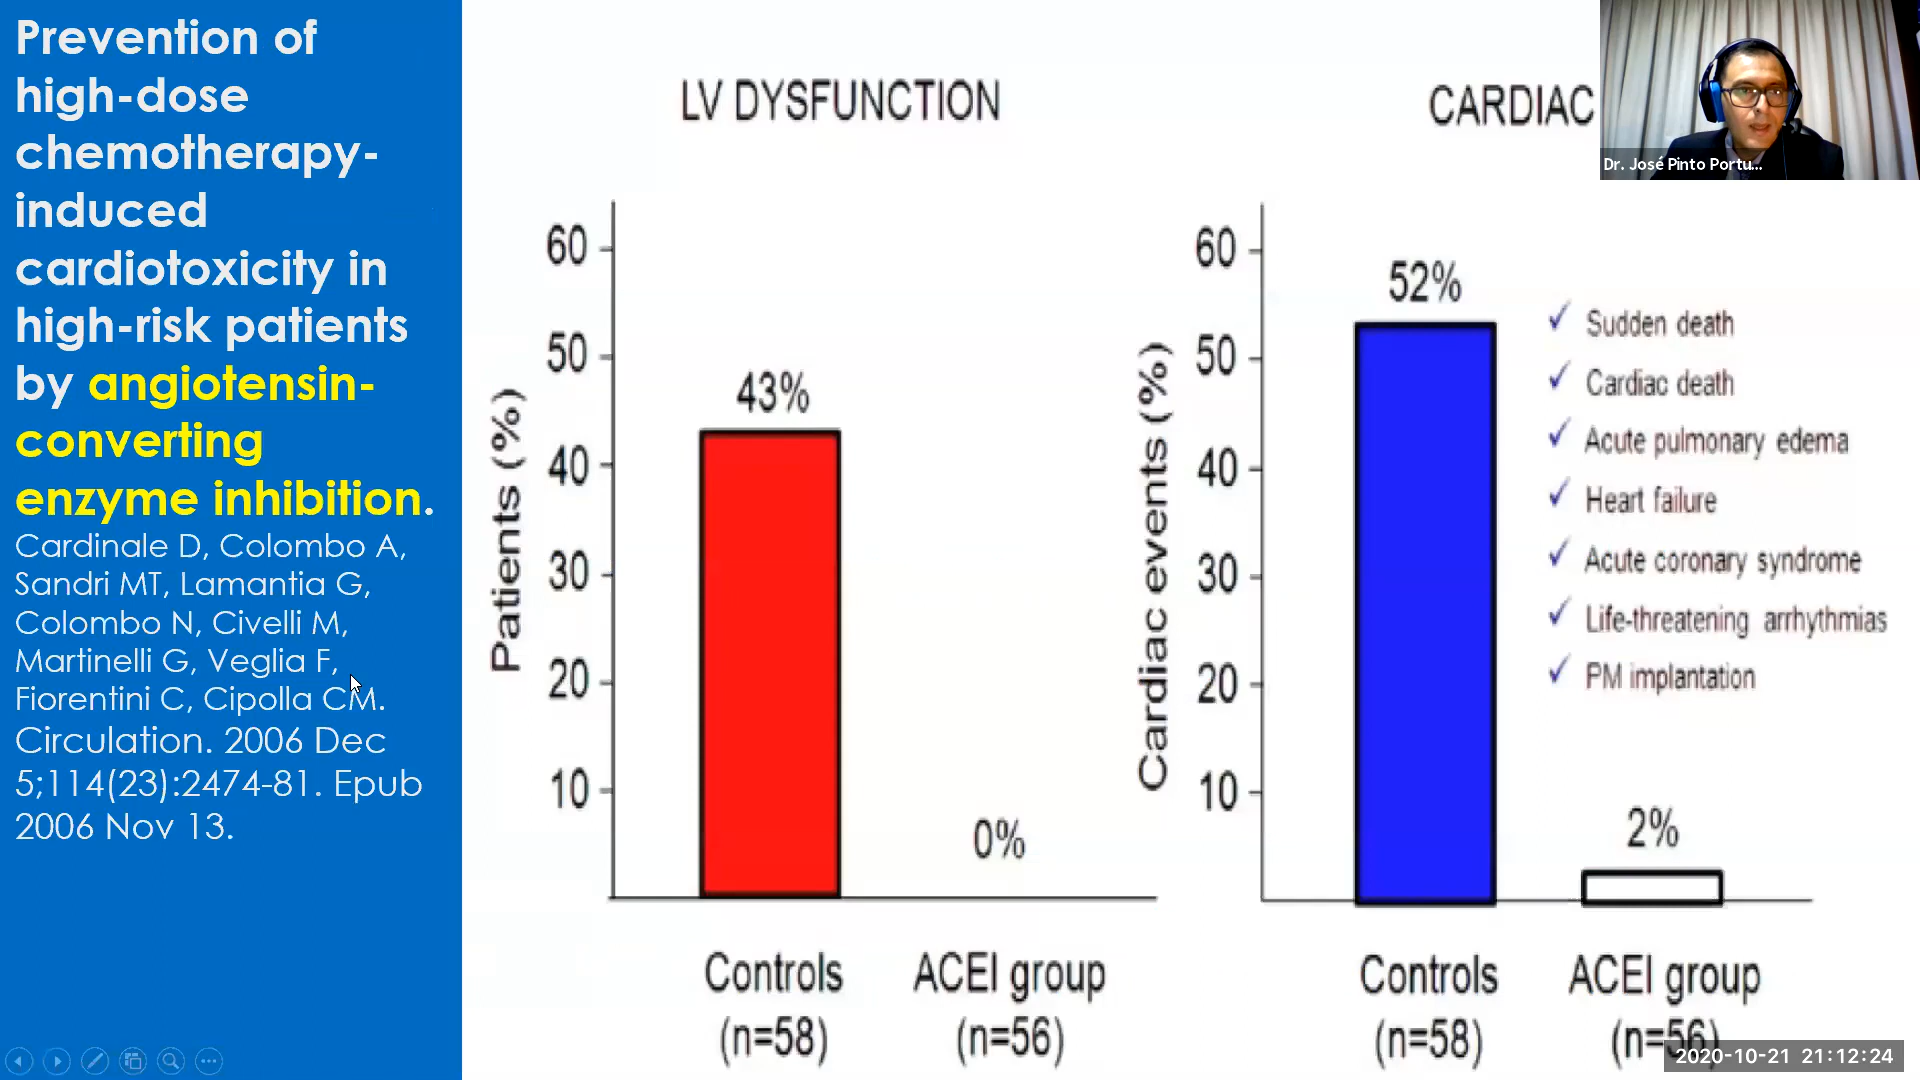 Prevention of
high-dose
chemotherapy-
induced
cardiotoxicity in
high-risk patients
by angiotensin-
converting
enzyme inhibition.
Cardinale D, Colombo A,
Sandri MT, Lamantia G,
Colombo N, Civelli M,
Martinelli G, Veglia F,
Fiorentini C, Cipolla CM.
Circulation. 2006 Dec
5;114(23):2474-81. Epub
2006 Nov 13.
LV DYSFUNCTION
Patients (%)
60
50
40
30
20
10
43%
0%
Controls
(n=58)
ACEI group
(n=56)
CARDIAC
Cardiac events (%)
60
50
40
30
20
10
52%
2%
✓ Sudden death
✓ Cardiac death
✓ Acute pulmonary edema
✓ Heart failure
✓ Acute coronary syndrome
✓ Life-threatening arrhythmias
✓ PM implantation
Controls
(n=58)
ACEI group
(n=56)
Dr. José Pinto Portu...
2020-10-21 21:12:24